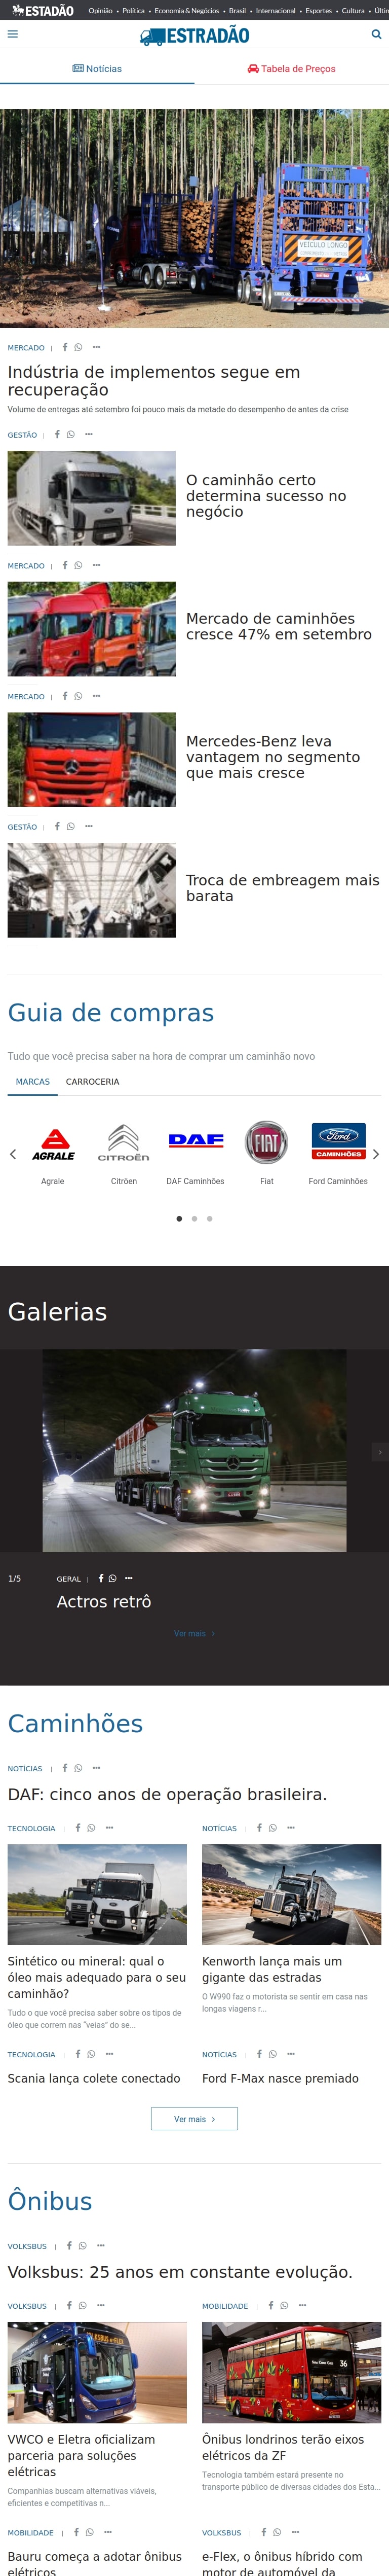 ESTADÃO
Opinião • Política • Economia & Negócios • Brasil • Internacional • Esportes • Cultura • Últi
ESTRADÃO
Notícias
Tabela de Preços
VEÍCULO LONGO
MERCADO |
Indústria de implementos segue em
recuperação
Volume de entregas até setembro foi pouco mais da metade do desempenho de antes da crise
GESTÃO |
O caminhão certo
determina sucesso no
negócio
MERCADO |
Mercado de caminhões
cresce 47% em setembro
MERCADO |
Mercedes-Benz leva
vantagem no segmento
que mais cresce
GESTÃO |
Troca de embreagem mais
barata
Guia de compras
Tudo que você precisa saber na hora de comprar um caminhão novo
MARCAS
CARROCERIA
AGRALE
CITROËN
DAF
FIAT
Ford
CAMINHÕES
Agrale
Citröen
DAF Caminhões
Fiat
Ford Caminhões
Galerias
1/5
GERAL |
Actros retrô
Ver mais ›
Caminhões
NOTÍCIAS |
DAF: cinco anos de operação brasileira.
TECNOLOGIA |
Sintético ou mineral: qual o
óleo mais adequado para o seu
caminhão?
Tudo o que você precisa saber sobre os tipos de
óleo que correm nas “veias” do se...
NOTÍCIAS |
Kenworth lança mais um
gigante das estradas
O W990 faz o motorista se sentir em casa nas
longas viagens r...
TECNOLOGIA |
Scania lança colete conectado
NOTÍCIAS |
Ford F-Max nasce premiado
Ver mais ›
Ônibus
VOLKSBUS |
Volksbus: 25 anos em constante evolução.
VOLKSBUS |
VWCO e Eletra oficializam
parceria para soluções
elétricas
Companhias buscam alternativas viáveis,
eficientes e competitivas n...
MOBILIDADE |
36
Ônibus londrinos terão eixos
elétricos da ZF
Tecnologia também estará presente no
transporte público de diversas cidades dos Esta...
MOBILIDADE |
Bauru começa a adotar ônibus
elétricos
VOLKSBUS |
e-Flex, o ônibus híbrido com
motor de automóvel da